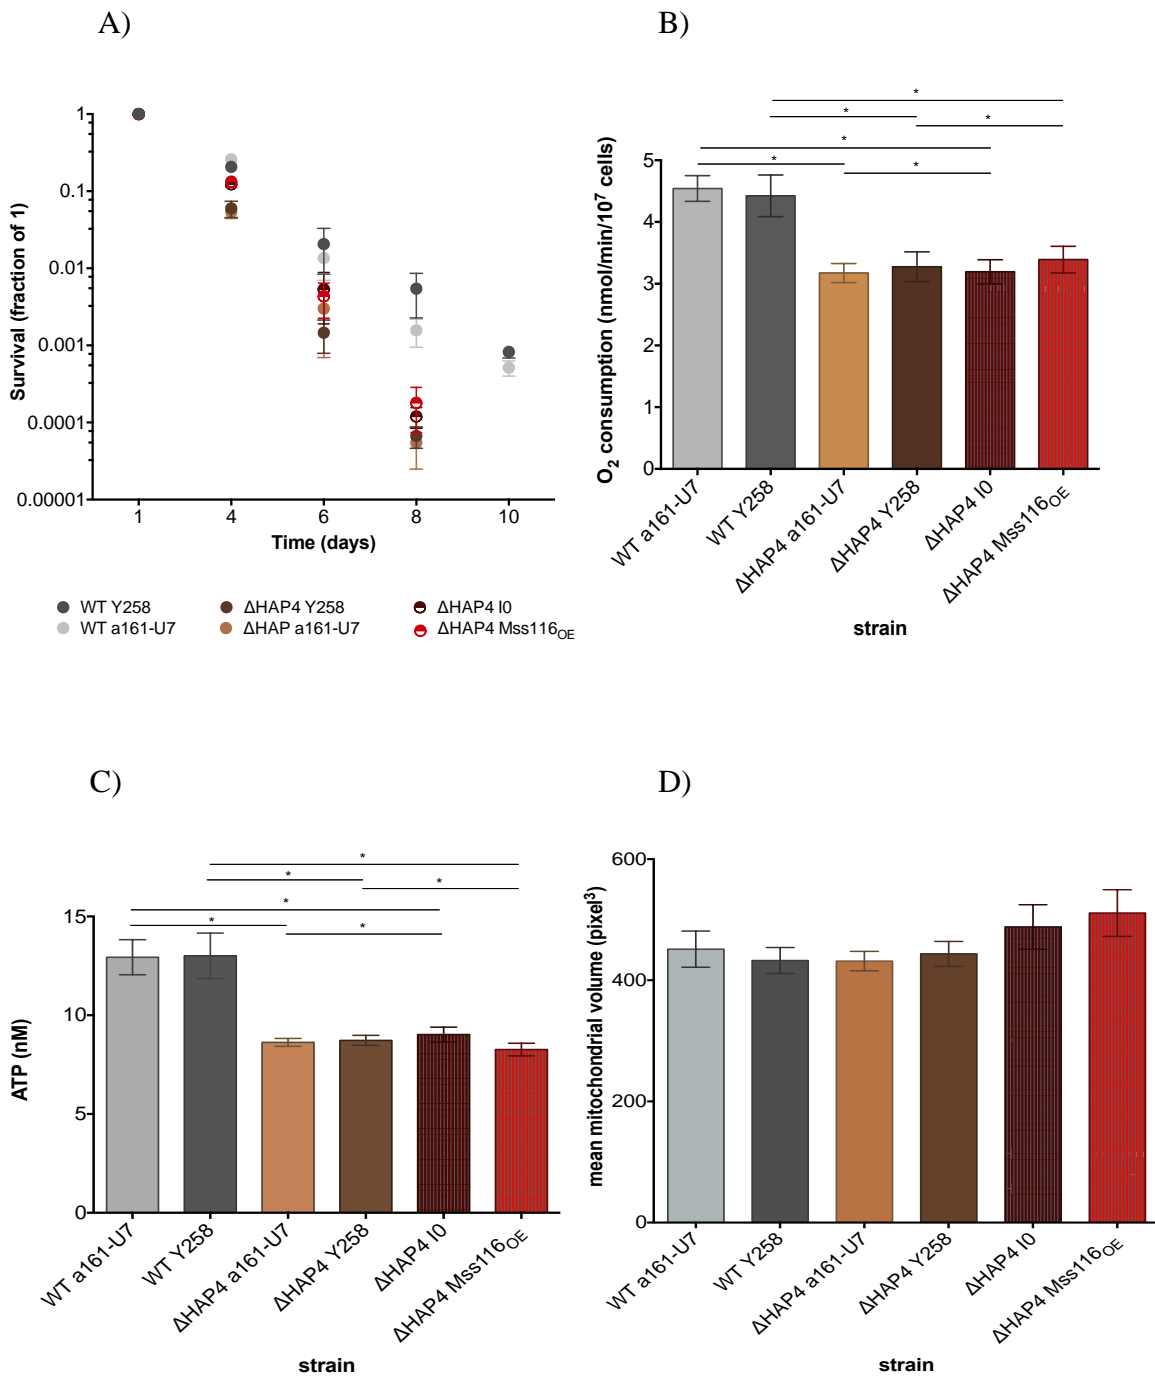 A)
Survival (fraction of 1)
1
0.1
0.01
0.001
0.0001
0.00001
1 4 6 8 10
Time (days)
WT Y258
WT a161-U7
ΔHAP4 Y258
ΔHAP a161-U7
ΔHAP4 I0
ΔHAP4 Mss116OE
B)
* * * * * *
O2 consumption (nmol/min/10^7 cells)
5
4
3
2
1
0
WT a161-U7
WT Y258
ΔHAP4 a161-U7
ΔHAP4 Y258
ΔHAP4 I0
ΔHAP4 Mss116OE
strain
C)
* * * * * *
ATP (nM)
15
10
5
0
WT a161-U7
WT Y258
ΔHAP4 a161-U7
ΔHAP4 Y258
ΔHAP4 I0
ΔHAP4 Mss116OE
strain
D)
mean mitochondrial volume (pixel³)
600
400
200
0
WT a161-U7
WT Y258
ΔHAP4 a161-U7
ΔHAP4 Y258
ΔHAP4 I0
ΔHAP4 Mss116OE
strain